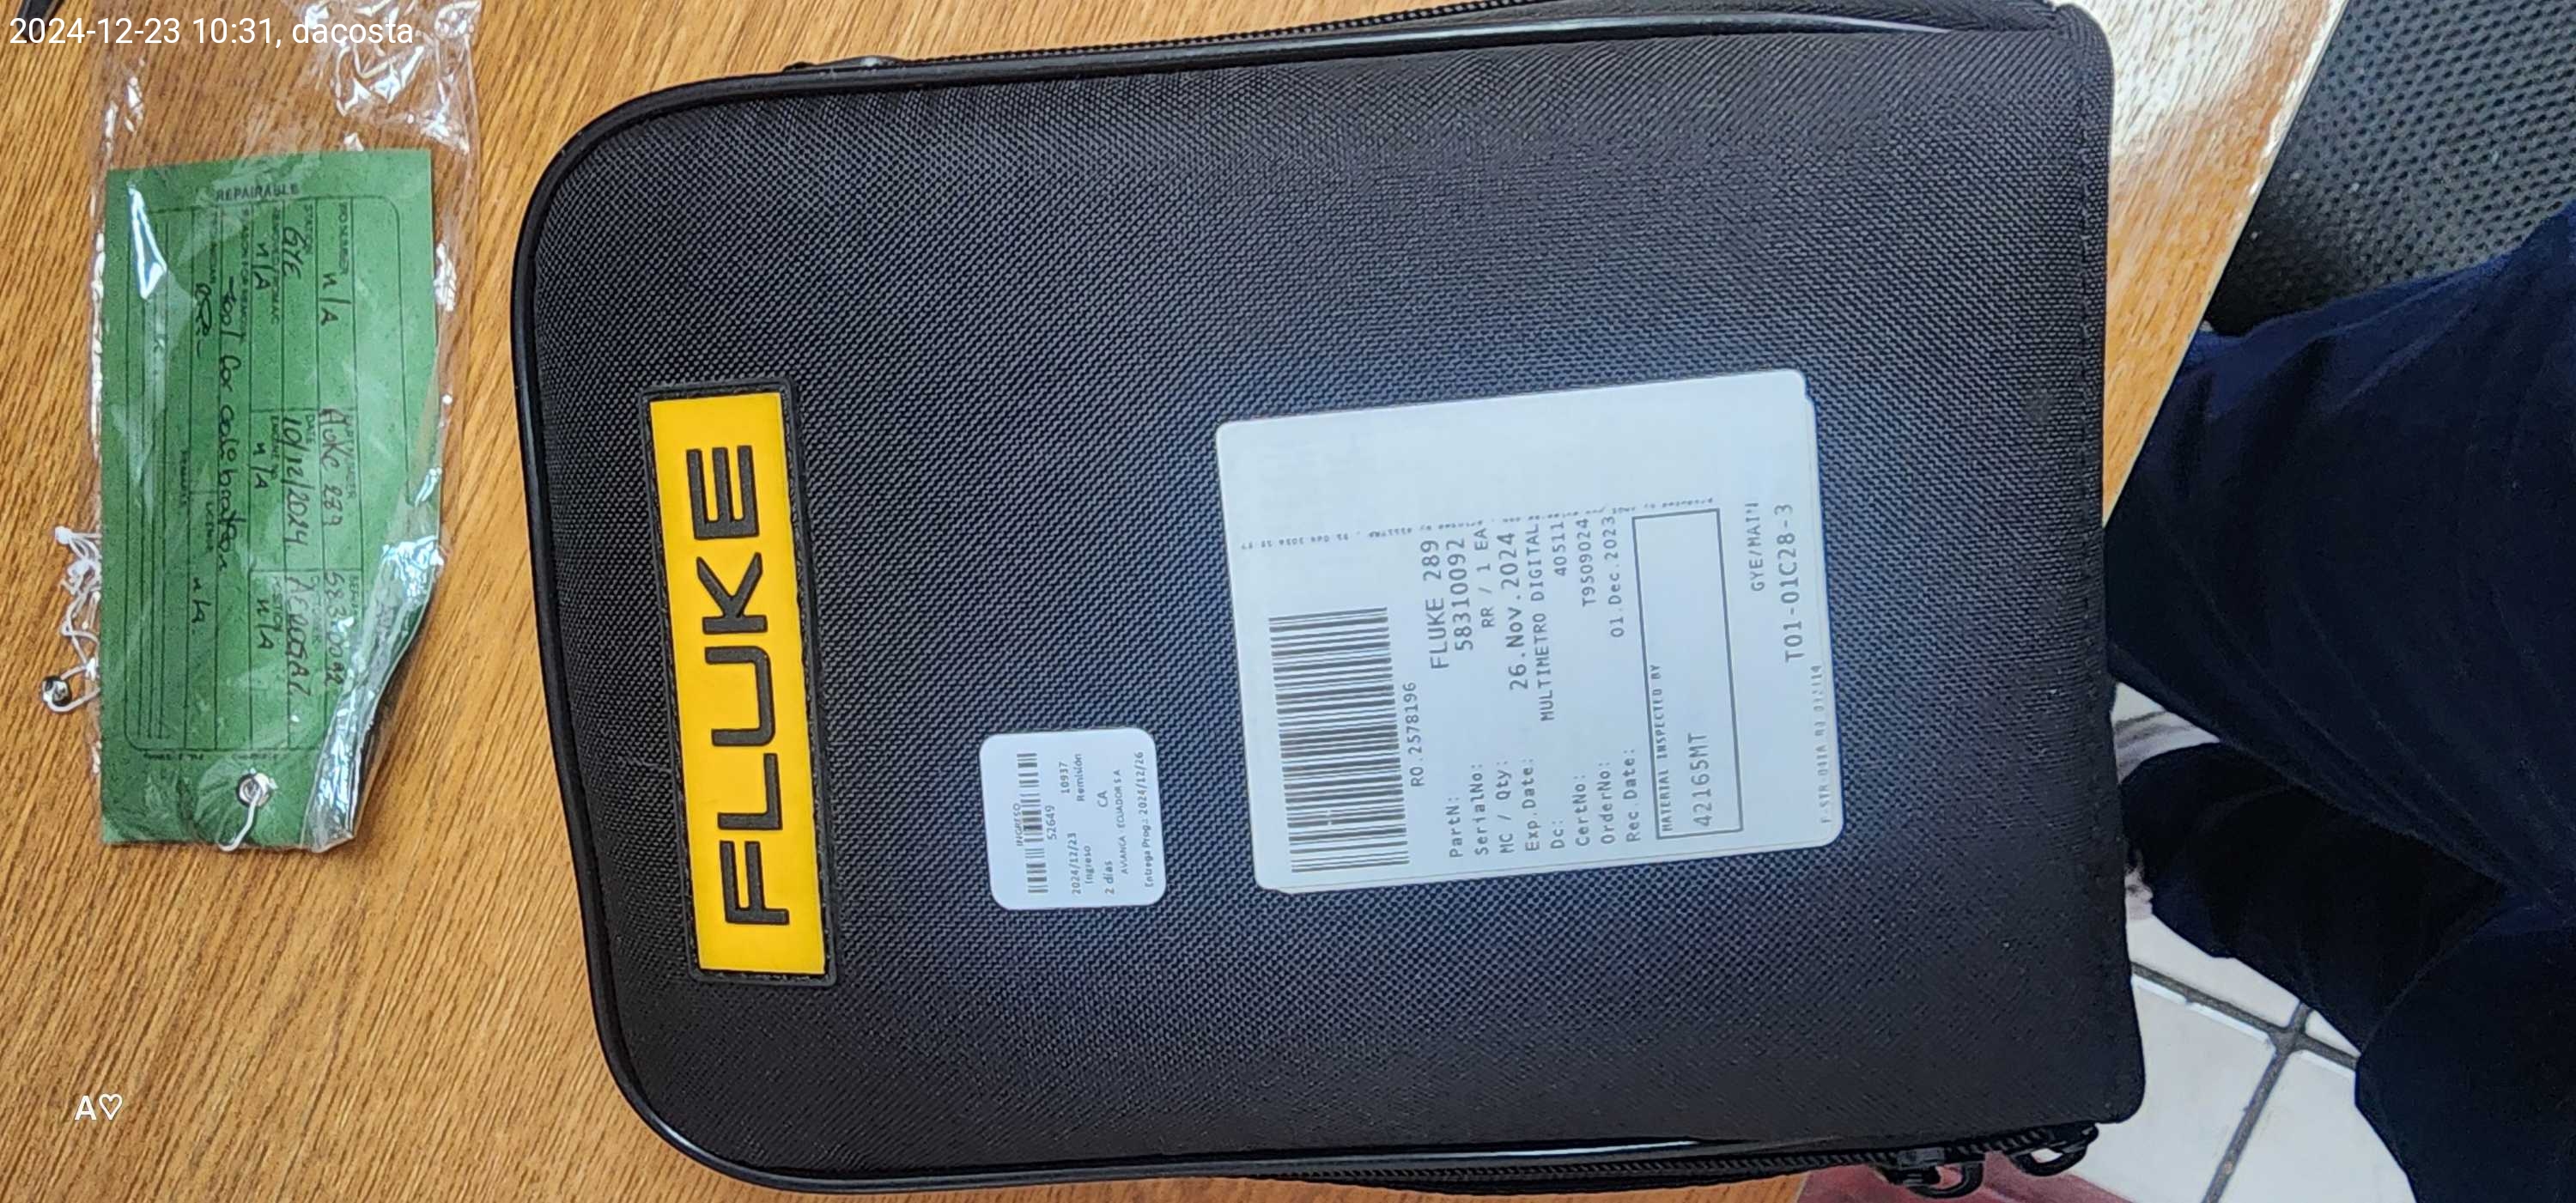 2024-12-23 10:31, dacosta
REPAIRABLE
n/A
Fluke 289
58310092
GYE
10/12/2024
n/A
n/A
n/A
tool for calibration
n/A.
FLUKE
INGRESO
52649
2024/12/23 10937
Ingreso Remisión
2 días CA
AVIANCA ECUADOR S A
Entrega Prog.: 2024/12/26
RO.2578196
PartN: FLUKE 289
SerialNo: 58310092
MC / Qty: RR / 1 EA
Exp.Date: 26.Nov.2024
Dc: MULTIMETRO DIGITAL
CertNo: 405111
OrderNo: T9509024
Rec Date: 01.Dec.2023
MATERIAL INSPECTED BY
42165MT
GYE/MAIN
T01-01C28-3
A♡